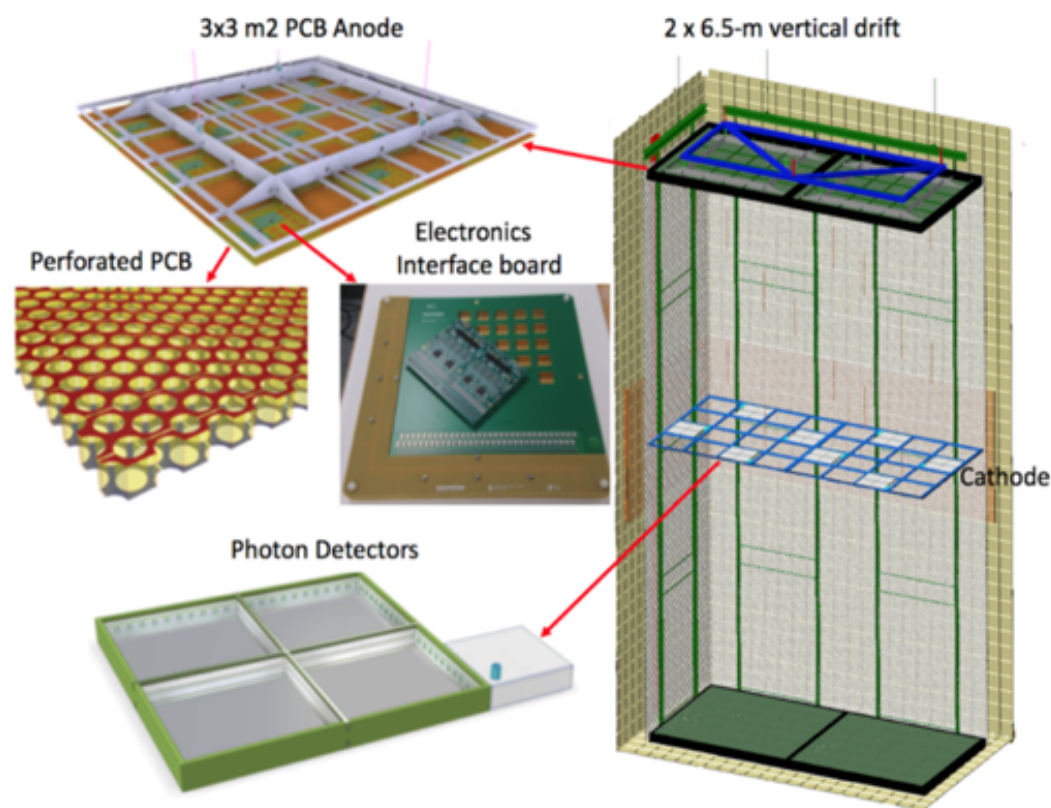 3x3 m2 PCB Anode
2 x 6.5-m vertical drift
Electronics
Interface board
Perforated PCB
Cathode
Photon Detectors